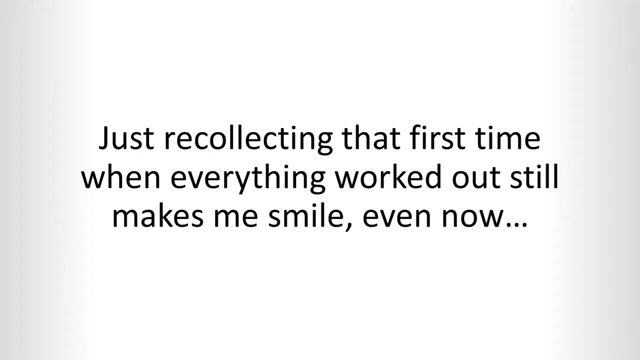 Just recollecting that first time
when everything worked out still
makes me smile, even now…